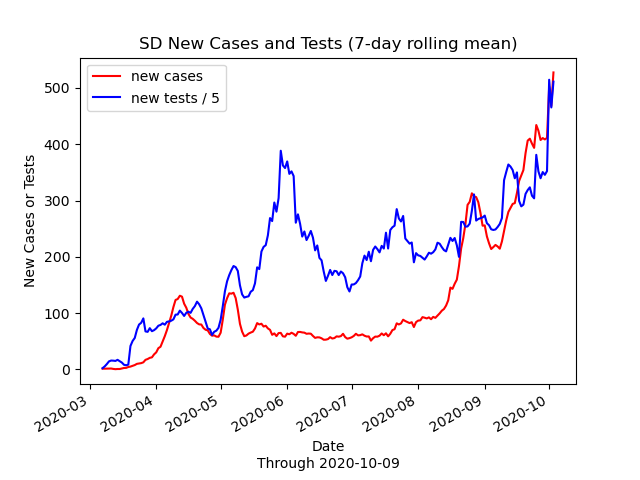 SD New Cases and Tests (7-day rolling mean)
new cases
new tests / 5
New Cases or Tests
500
400
300
200
100
0
2020-03
2020-04
2020-05
2020-06
2020-07
2020-08
2020-09
2020-10
Date
Through 2020-10-09